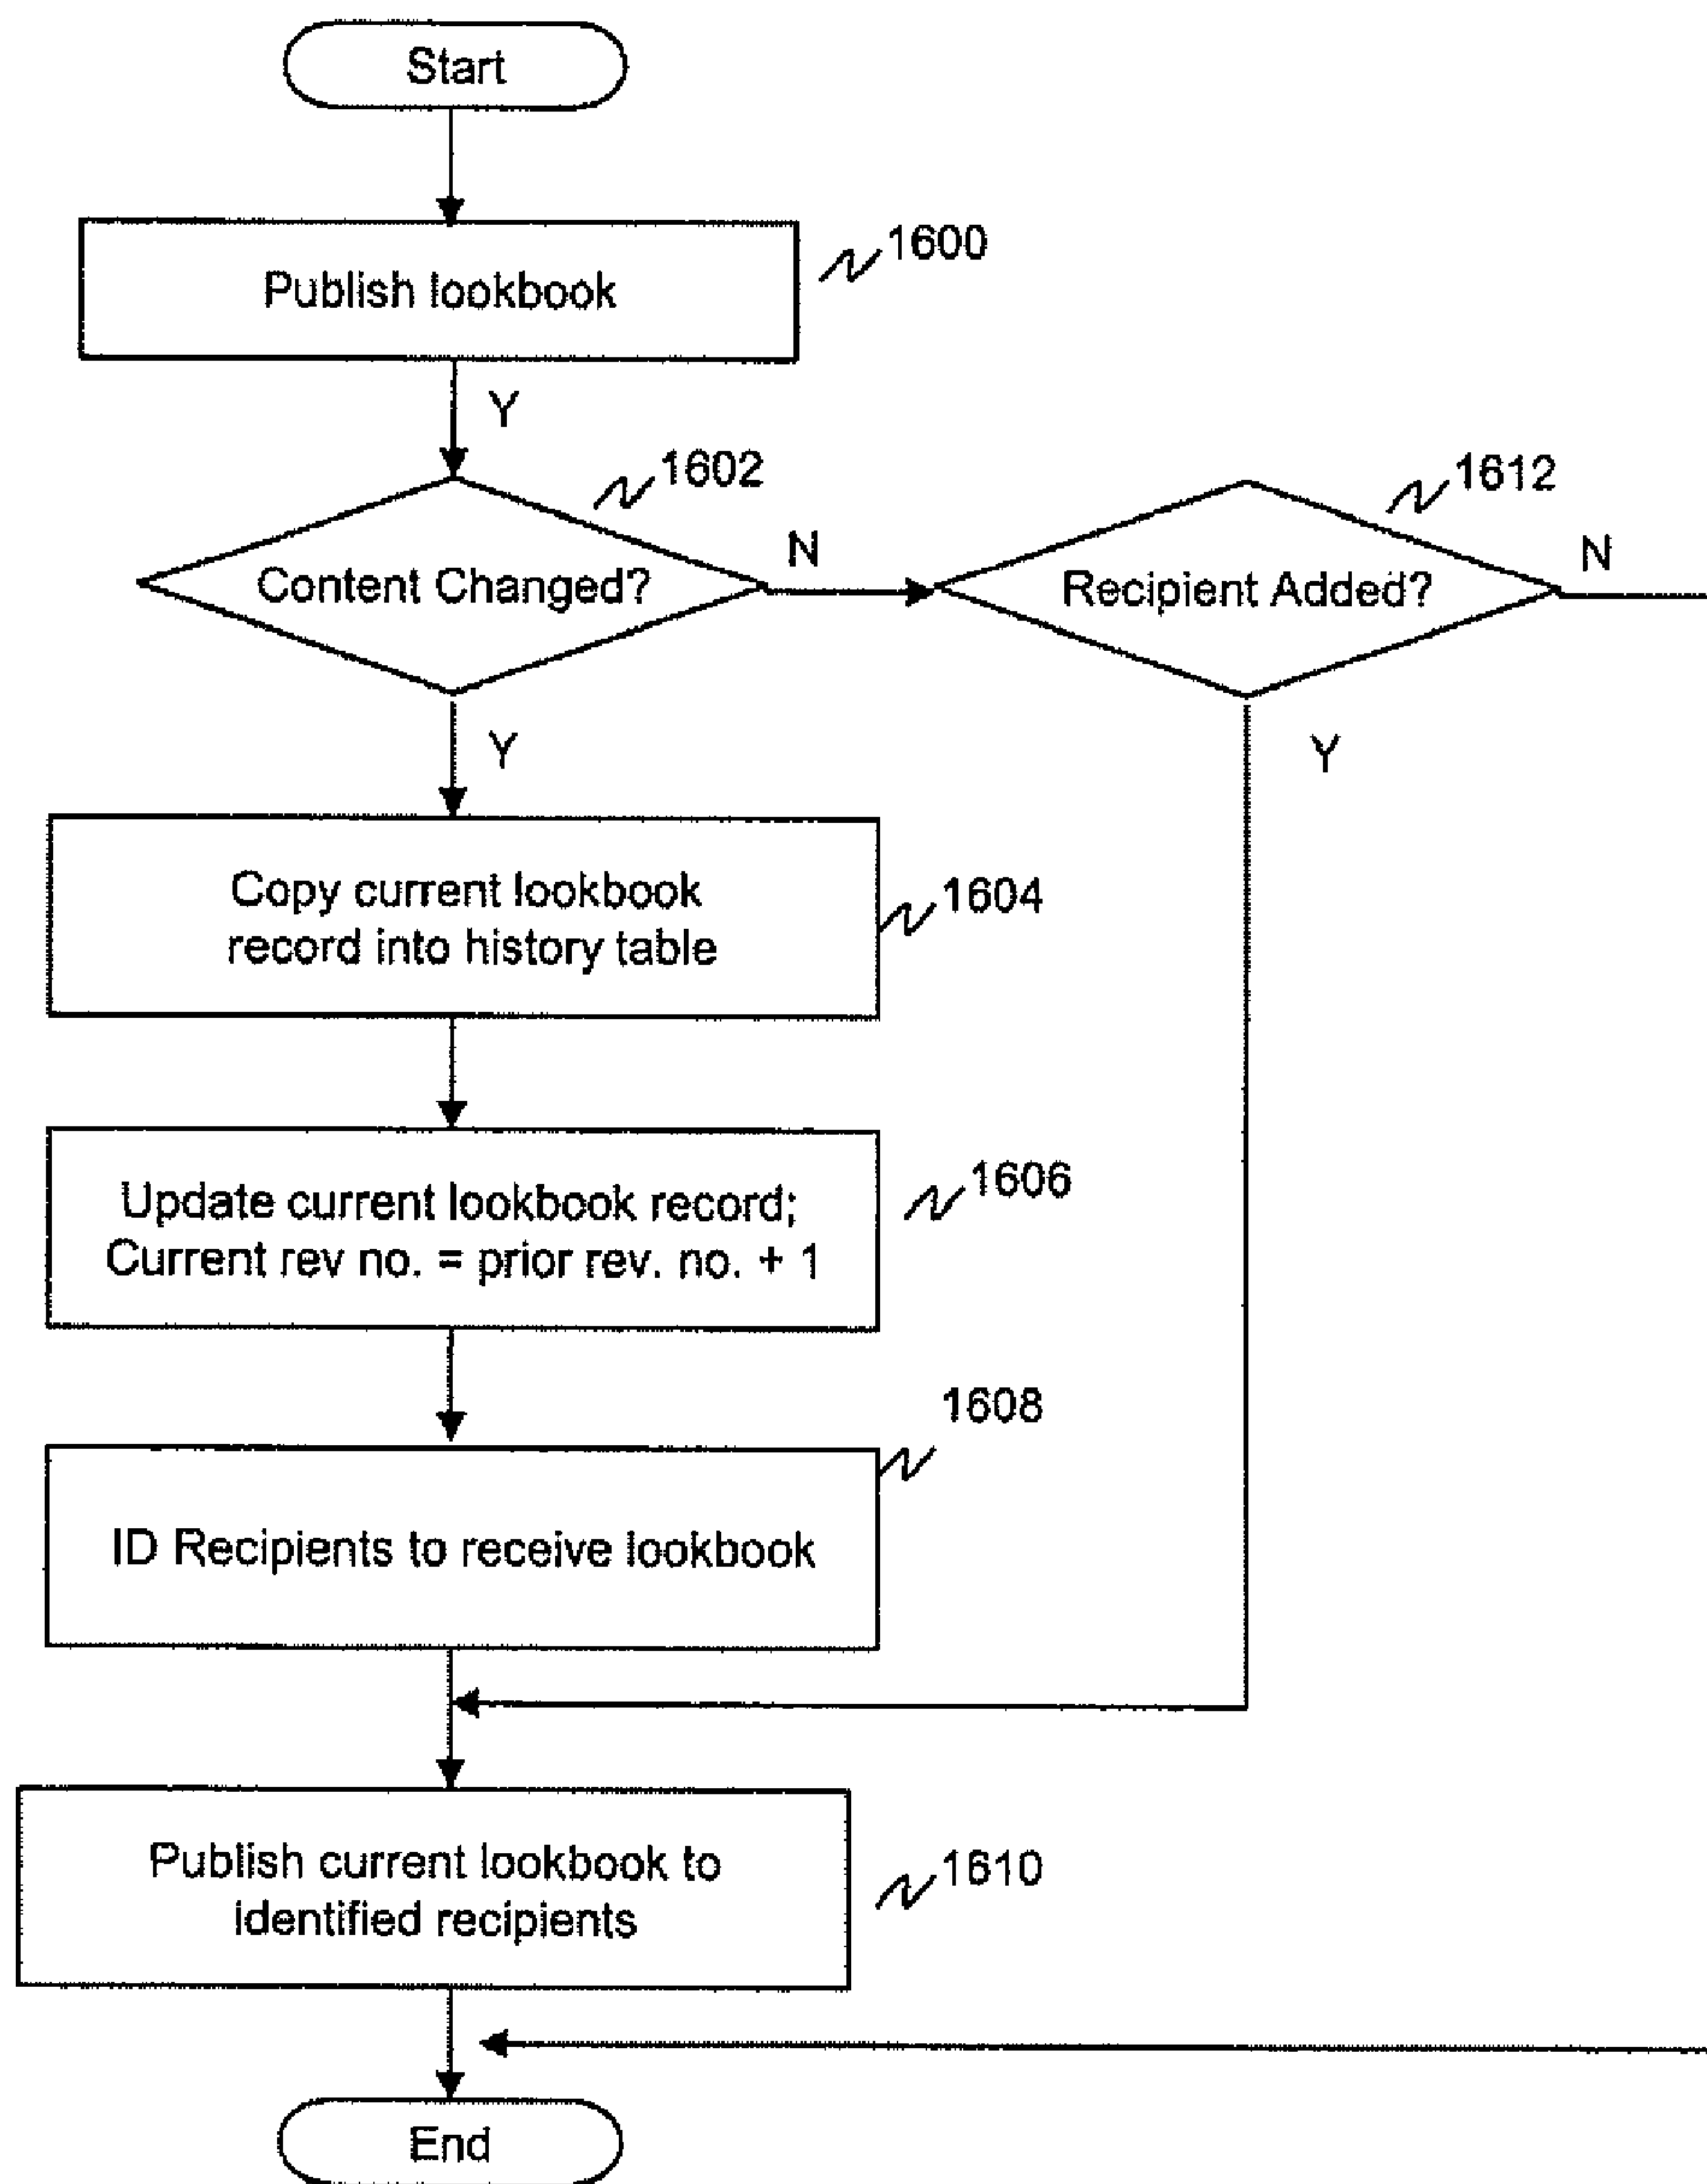 Start
Publish lookbook
1600
Y
Content Changed?
1602
N
Recipient Added?
1612
N
Y
Y
Copy current lookbook
record into history table
1604
Update current lookbook record;
Current rev no. = prior rev. no. + 1
1606
ID Recipients to receive lookbook
1608
Publish current lookbook to
identified recipients
1610
End